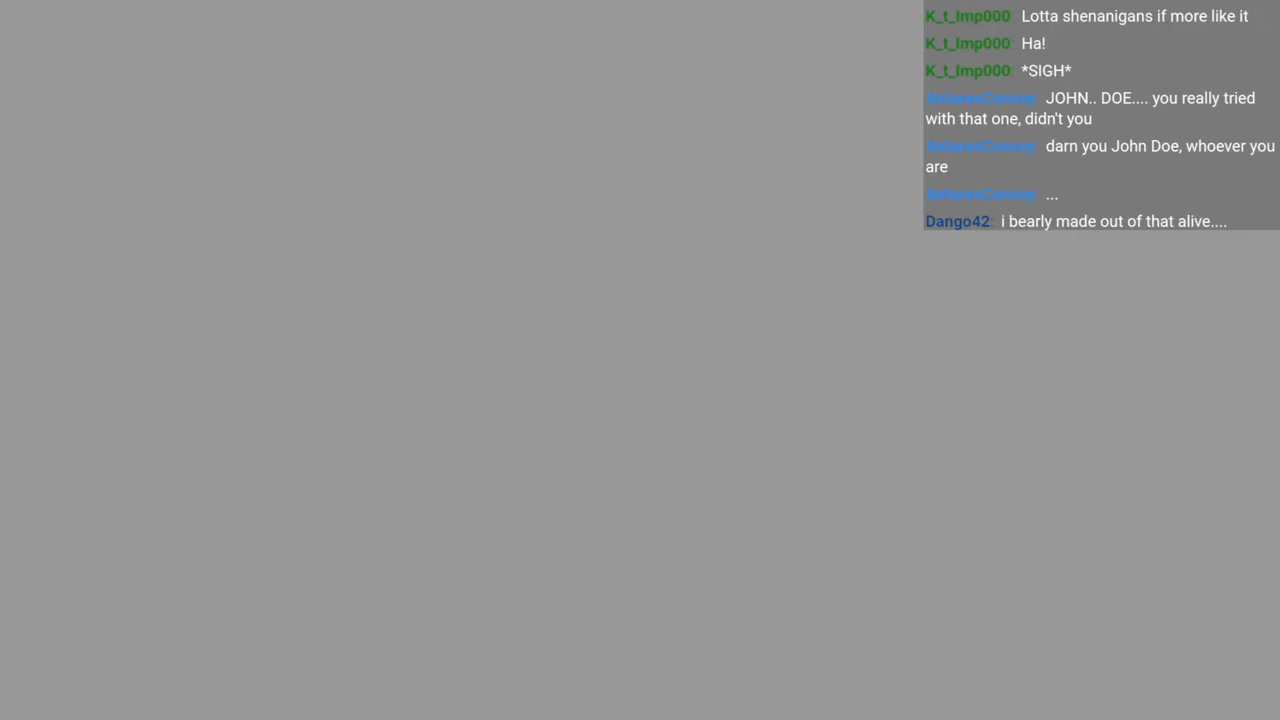 K_t_Imp000: Lotta shenanigans if more like it
K_t_Imp000: Ha!
K_t_Imp000: *SIGH*
AntaresConvoy: JOHN.. DOE.... you really tried
with that one, didn't you
AntaresConvoy: darn you John Doe, whoever you
are
AntaresConvoy: ...
Dango42: i bearly made out of that alive....